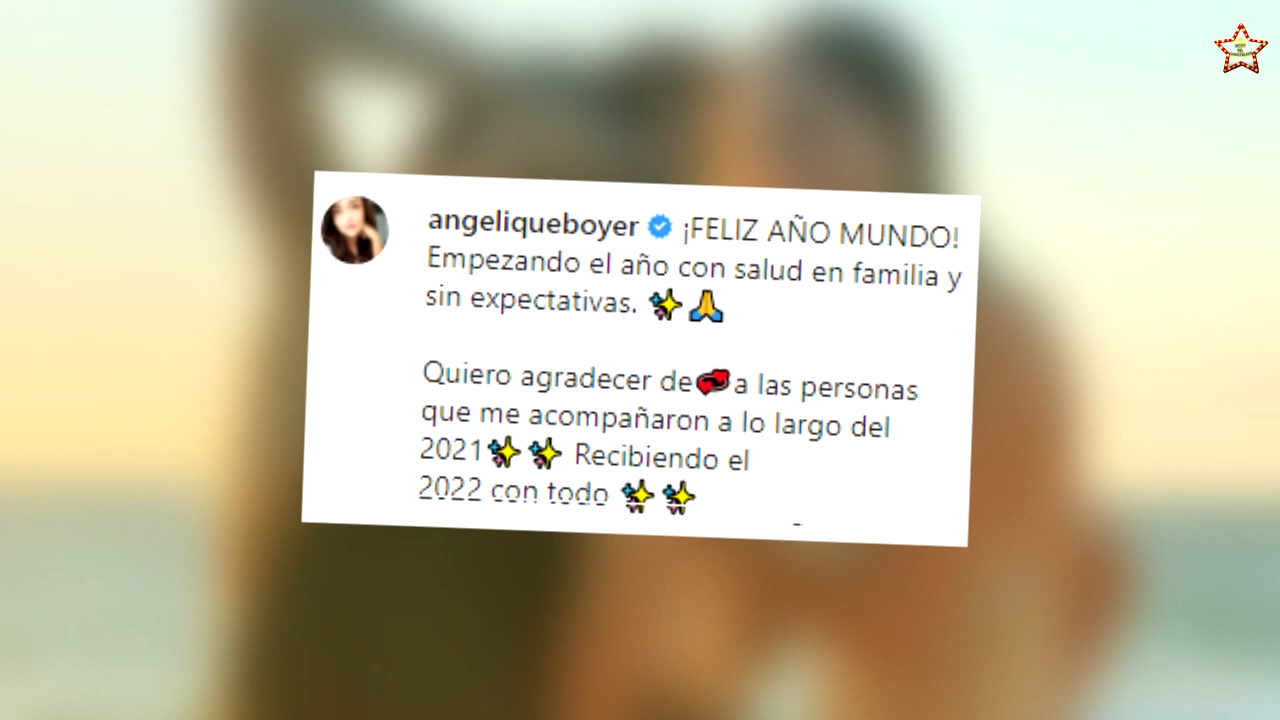 angeliqueboyer ¡FELIZ AÑO MUNDO!
Empezando el año con salud en familia y
sin expectativas. ✨🙏
Quiero agradecer de💞a las personas
que me acompañaron a lo largo del
2021✨✨ Recibiendo el
2022 con todo ✨✨